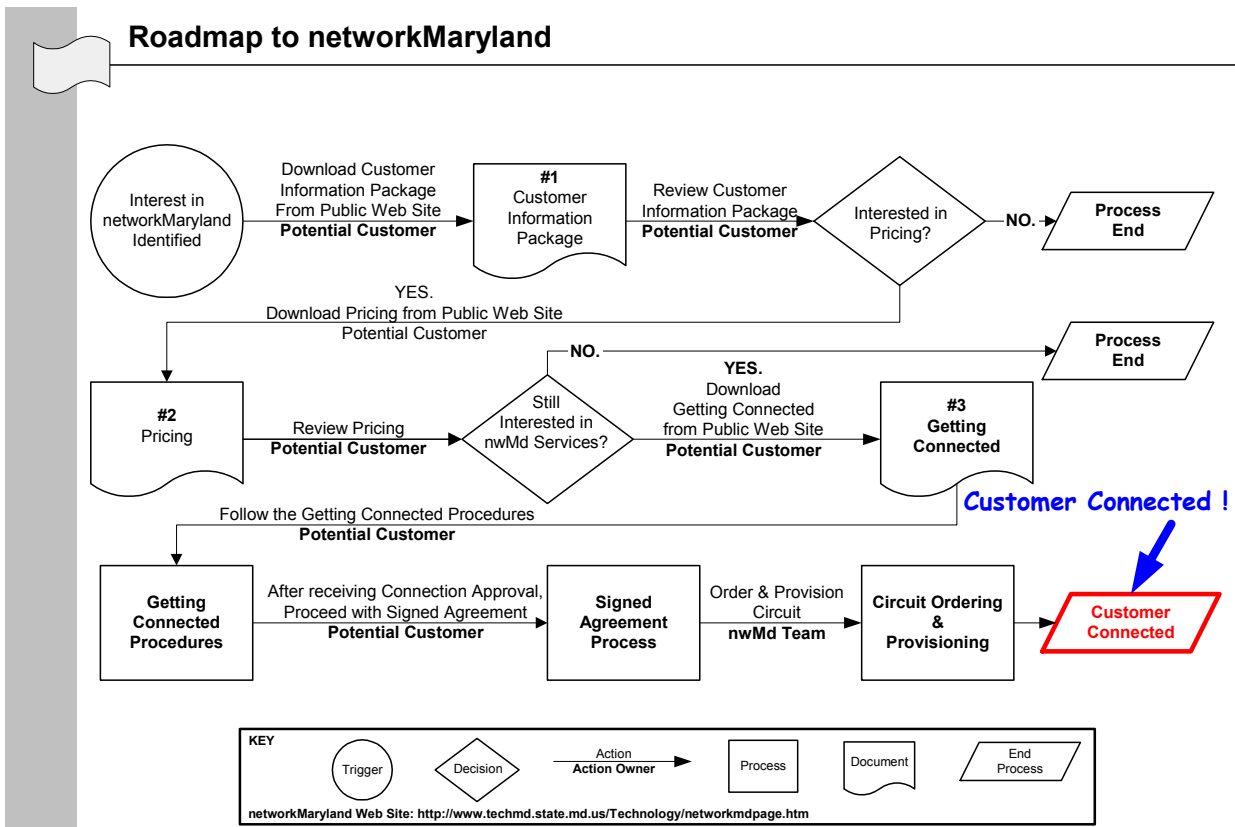 Roadmap to networkMaryland
Interest in
networkMaryland
Identified
Download Customer
Information Package
From Public Web Site
Potential Customer
#1
Customer
Information
Package
Review Customer
Information Package
Potential Customer
Interested in
Pricing?
NO.
Process
End
YES.
Download Pricing from Public Web Site
Potential Customer
#2
Pricing
Review Pricing
Potential Customer
Still
Interested in
nwMd Services?
NO.
Process
End
YES.
Download
Getting Connected
from Public Web Site
Potential Customer
#3
Getting
Connected
Customer Connected !
Follow the Getting Connected Procedures
Potential Customer
Getting
Connected
Procedures
After receiving Connection Approval,
Proceed with Signed Agreement
Potential Customer
Signed
Agreement
Process
Order & Provision
Circuit
nwMd Team
Circuit Ordering
&
Provisioning
Customer
Connected
KEY
Trigger
Decision
Action
Action Owner
Process
Document
End
Process
networkMaryland Web Site: http://www.techmd.state.md.us/Technology/networkmdpage.htm